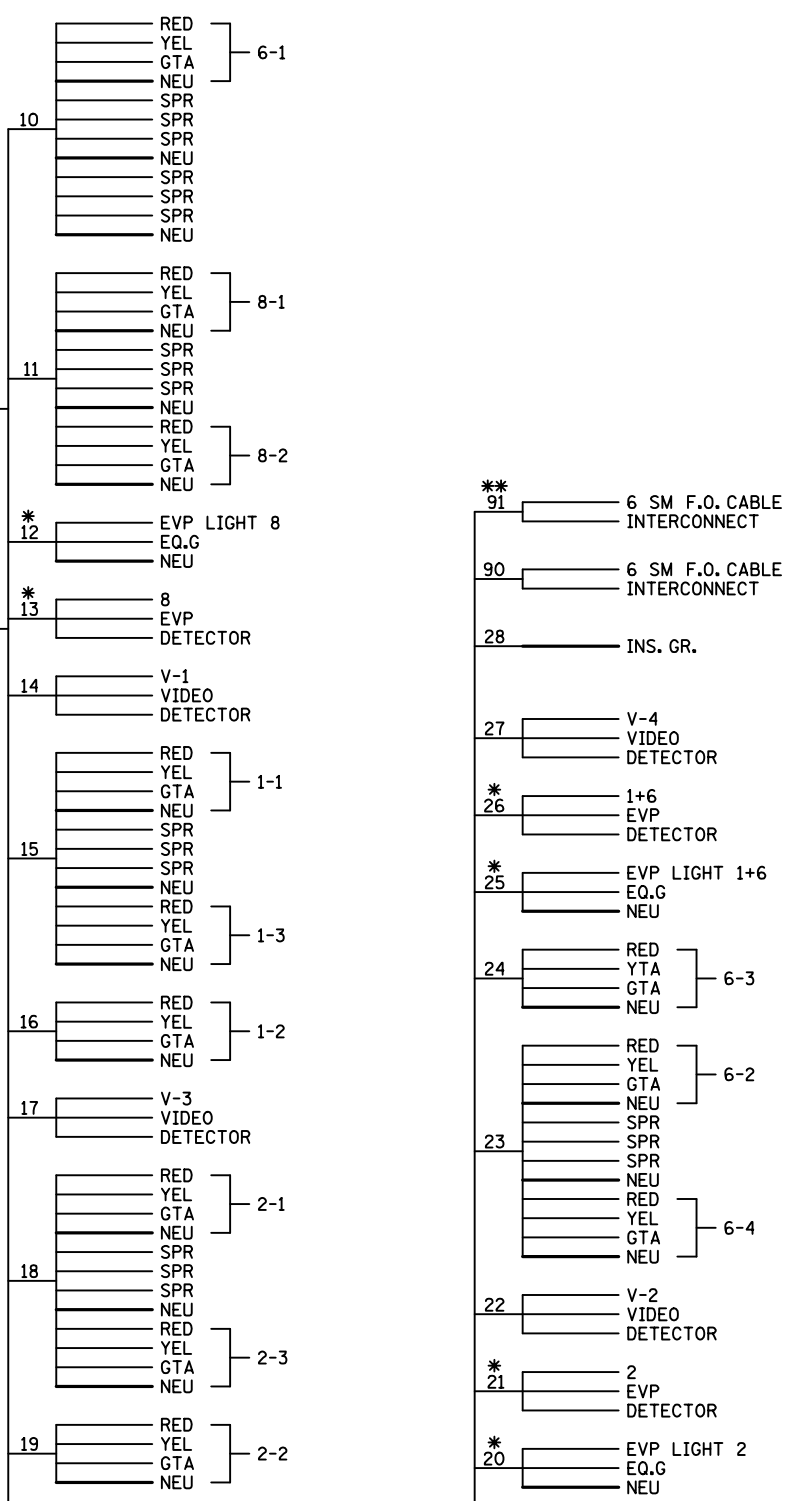 10
RED
YEL
GTA
NEU
6-1
SPR
SPR
SPR
NEU
SPR
SPR
SPR
NEU
11
RED
YEL
GTA
NEU
8-1
SPR
SPR
SPR
NEU
RED
YEL
GTA
NEU
8-2
*
12
EVP LIGHT 8
EQ.G
NEU
*
13
8
EVP
DETECTOR
14
V-1
VIDEO
DETECTOR
15
RED
YEL
GTA
NEU
1-1
SPR
SPR
SPR
NEU
RED
YEL
GTA
NEU
1-3
16
RED
YEL
GTA
NEU
1-2
17
V-3
VIDEO
DETECTOR
18
RED
YEL
GTA
NEU
2-1
SPR
SPR
SPR
NEU
RED
YEL
GTA
NEU
2-3
19
RED
YEL
GTA
NEU
2-2
**
91
6 SM F.O. CABLE
INTERCONNECT
90
6 SM F.O. CABLE
INTERCONNECT
28
INS. GR.
27
V-4
VIDEO
DETECTOR
*
26
1+6
EVP
DETECTOR
*
25
EVP LIGHT 1+6
EQ.G
NEU
24
RED
YTA
GTA
NEU
6-3
23
RED
YEL
GTA
NEU
6-2
SPR
SPR
SPR
NEU
RED
YEL
GTA
NEU
6-4
22
V-2
VIDEO
DETECTOR
*
21
2
EVP
DETECTOR
*
20
EVP LIGHT 2
EQ.G
NEU